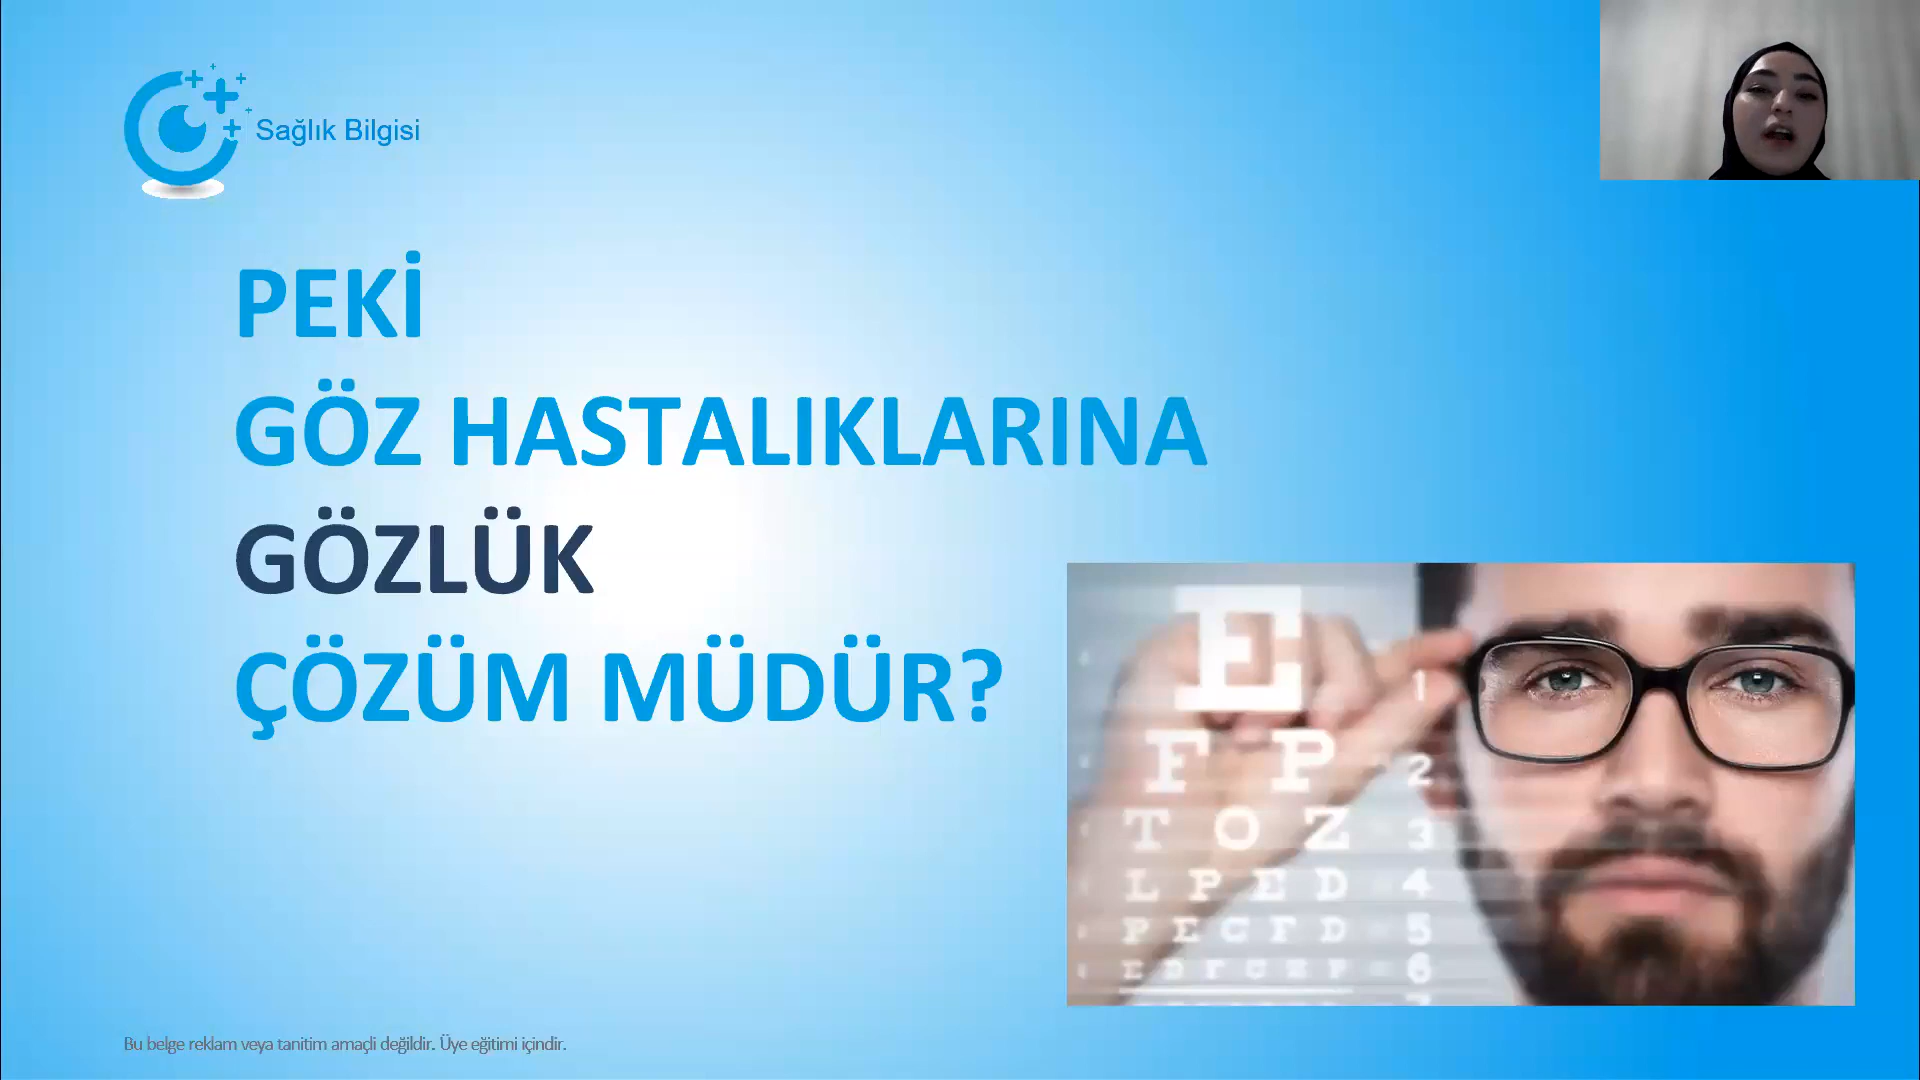 Sağlık Bilgisi
PEKİ
GÖZ HASTALIKLARINA
GÖZLÜK
ÇÖZÜM MÜDÜR?
E
1
F P
2
T O Z
3
L P E D
4
P E C F D
5
6
Bu belge reklam veya tanitim amaçli değildir. Üye eğitimi içindir.